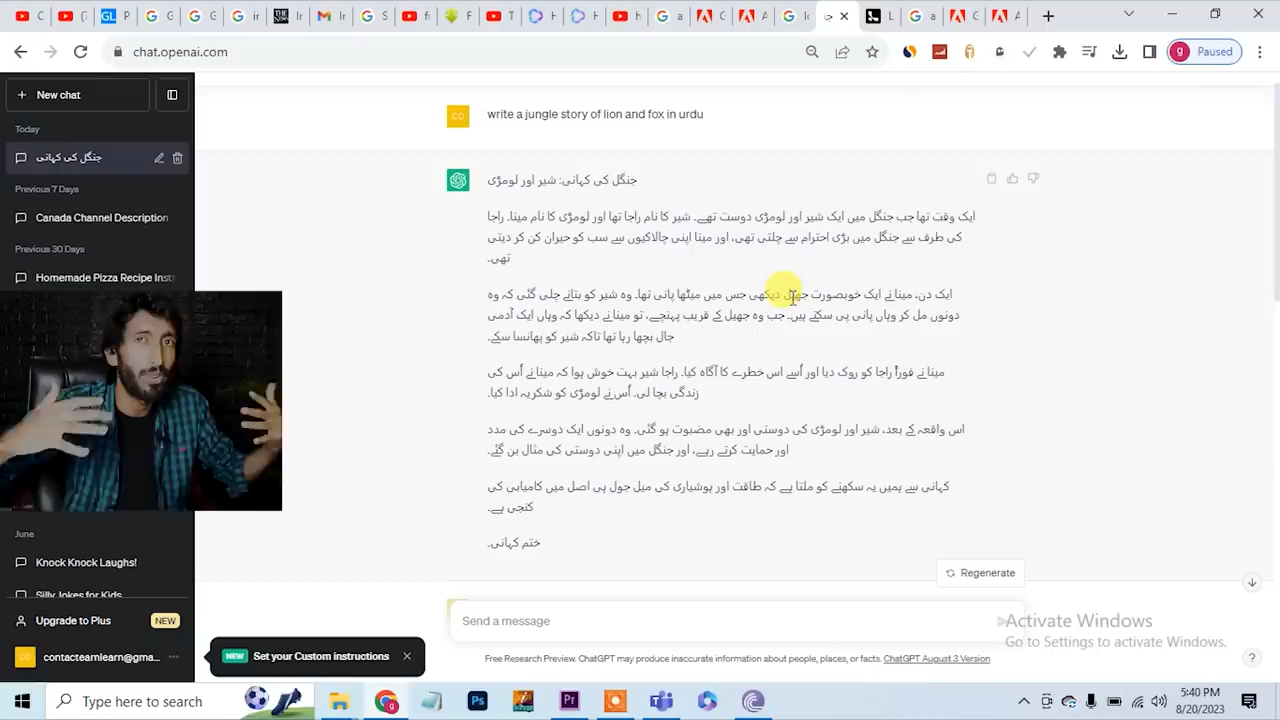 chat.openai.com
Paused
New chat
Today
جنگل کی کہانی
Previous 7 Days
Canada Channel Description
Previous 30 Days
Homemade Pizza Recipe Inst
June
Knock Knock Laughs!
Silly Jokes for Kids
Upgrade to Plus
NEW
contactearnlearn@gma...
write a jungle story of lion and fox in urdu
جنگل کی کہانی: شیر اور لومڑی
ایک وقت تھا جب جنگل میں ایک شیر اور لومڑی دوست تھے۔ شیر کا نام راجا تھا اور لومڑی کا نام مینا۔ راجا
کی طرف سے جنگل میں بڑی احترام سے چلتی تھی، اور مینا اپنی چالاکیوں سے سب کو حیران کن کر دیتی
تھی۔
ایک دن، مینا نے ایک خوبصورت جھیل دیکھی جس میں میٹھا پانی تھا۔ وہ شیر کو بتانے چلی گئی کہ وہ
دونوں مل کر وہاں پانی پی سکتے ہیں۔ جب وہ جھیل کے قریب پہنچے، تو مینا نے دیکھا کہ وہاں ایک آدمی
جال بچھا رہا تھا تاکہ شیر کو پھانسا سکے۔
مینا نے فوراً راجا کو روک دیا اور اُسے اس خطرے کا آگاہ کیا۔ راجا شیر بہت خوش ہوا کہ مینا نے اُس کی
زندگی بچا لی۔ اُس نے لومڑی کو شکریہ ادا کیا۔
اس واقعہ کے بعد، شیر اور لومڑی کی دوستی اور بھی مضبوت ہو گئی۔ وہ دونوں ایک دوسرے کی مدد
اور حمایت کرتے رہے، اور جنگل میں اپنی دوستی کی مثال بن گئے۔
کہانی سے ہمیں یہ سکھنے کو ملتا ہے کہ طاقت اور ہوشیاری کی میل جول ہی اصل میں کامیابی کی
کنجی ہے۔
ختم کہانی۔
Regenerate
Send a message
NEW Set your Custom instructions
Free Research Preview. ChatGPT may produce inaccurate information about people, places, or facts. ChatGPT August 3 Version
Activate Windows
Go to Settings to activate Windows.
Type here to search
5:40 PM
8/20/2023